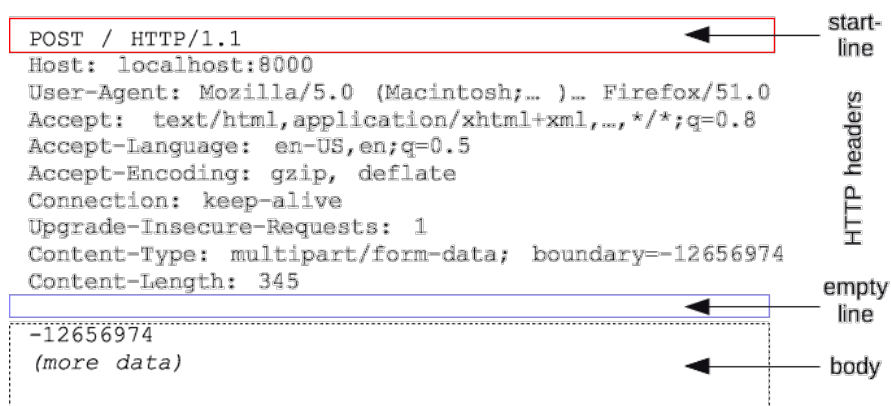 POST / HTTP/1.1
Host: localhost:8000
User-Agent: Mozilla/5.0 (Macintosh;… )… Firefox/51.0
Accept: text/html,application/xhtml+xml,…,*/*;q=0.8
Accept-Language: en-US,en;q=0.5
Accept-Encoding: gzip, deflate
Connection: keep-alive
Upgrade-Insecure-Requests: 1
Content-Type: multipart/form-data; boundary=-12656974
Content-Length: 345
-12656974
(more data)
start-
line
HTTP headers
empty
line
body